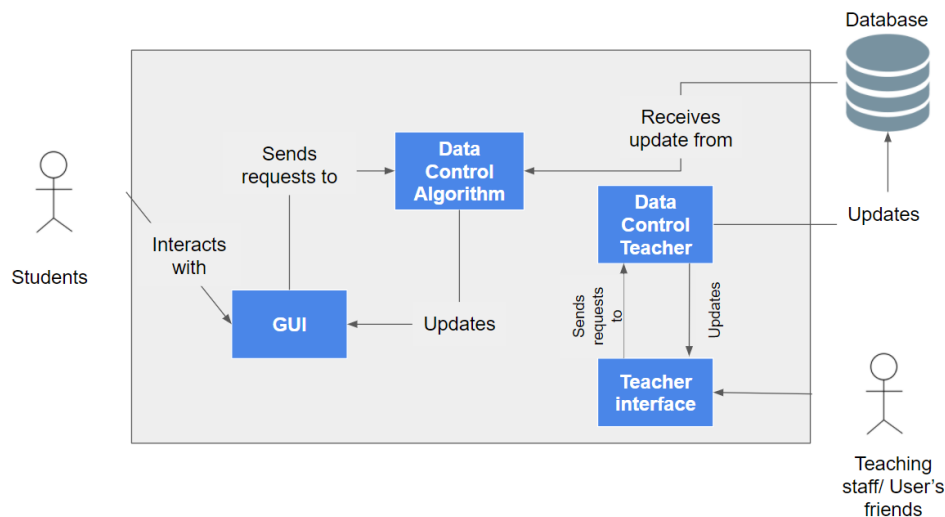 Database
Receives
update from
Sends
requests to
Data
Control
Algorithm
Data
Control
Teacher
Updates
Students
Interacts
with
GUI
Updates
Sends
requests
to
Updates
Teacher
interface
Teaching
staff/ User's
friends